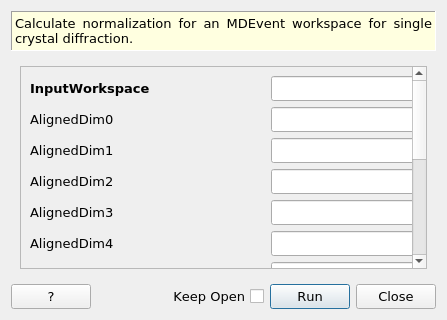 Calculate normalization for an MDEvent workspace for single
crystal diffraction.
InputWorkspace
AlignedDim0
AlignedDim1
AlignedDim2
AlignedDim3
AlignedDim4
? Keep Open Run Close